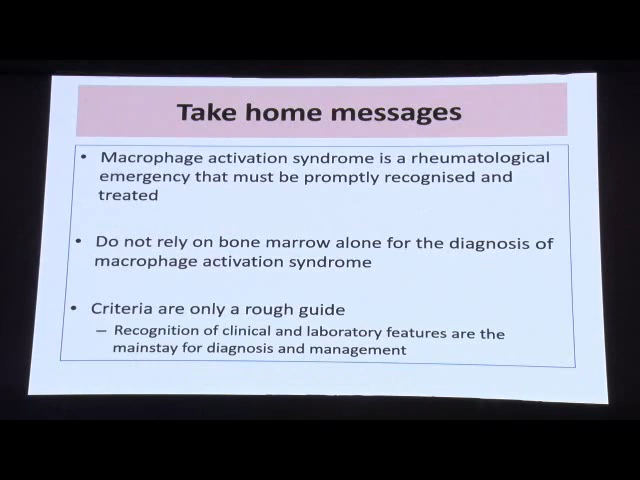 Take home messages
• Macrophage activation syndrome is a rheumatological
emergency that must be promptly recognised and
treated
• Do not rely on bone marrow alone for the diagnosis of
macrophage activation syndrome
• Criteria are only a rough guide
– Recognition of clinical and laboratory features are the
mainstay for diagnosis and management